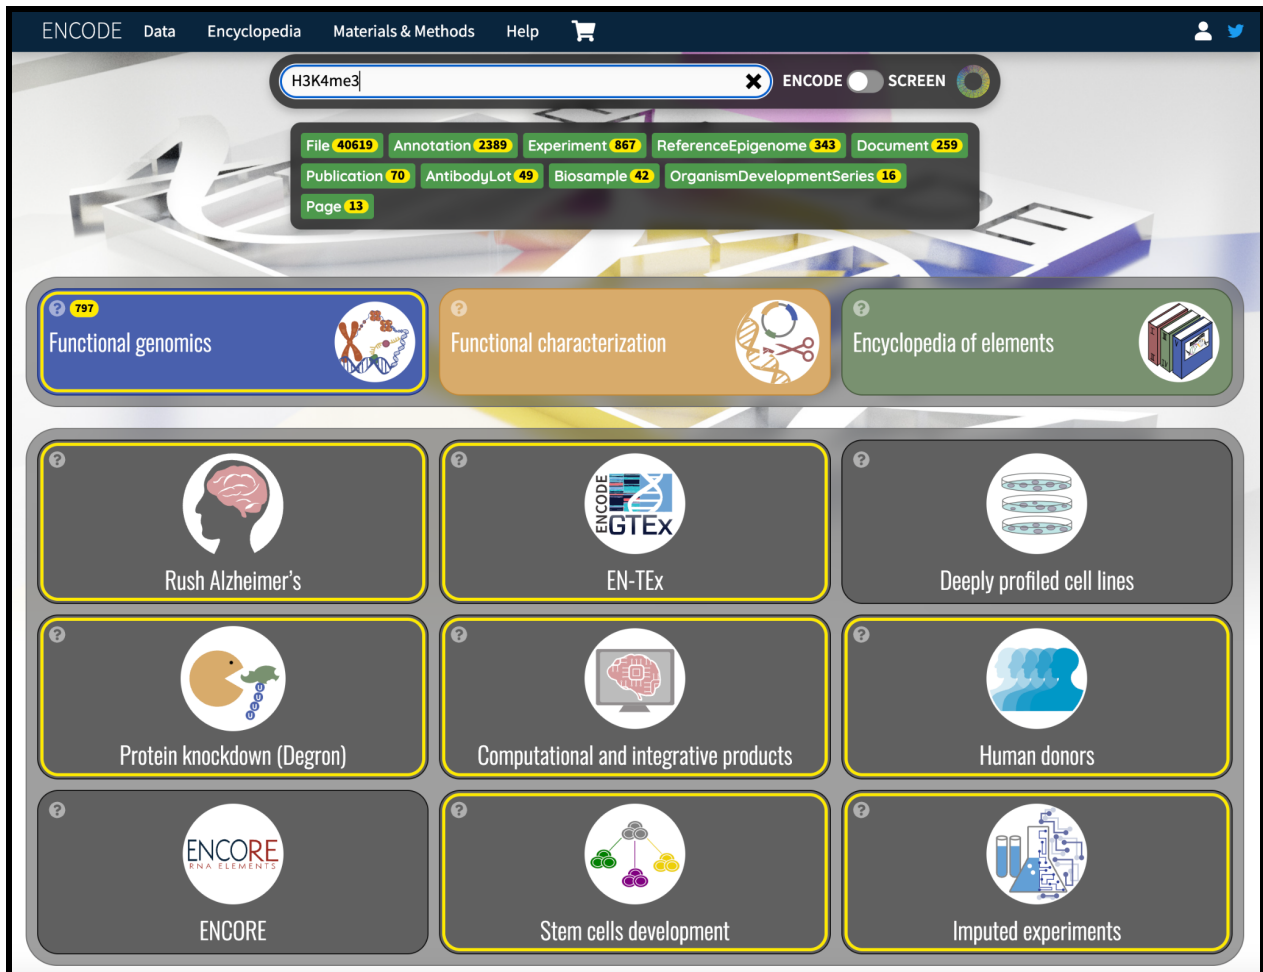 ENCODE Data Encyclopedia Materials & Methods Help
H3K4me3 ENCODE SCREEN
File 40619 Annotation 2389 Experiment 867 ReferenceEpigenome 343 Document 259
Publication 70 AntibodyLot 49 Biosample 42 OrganismDevelopmentSeries 16
Page 13
? 797 ? ?
Functional genomics Functional characterization Encyclopedia of elements
? ? ?
ENCODE
GTEx
Rush Alzheimer's EN-TEx Deeply profiled cell lines
? ? ?
U
U
U
U
Protein knockdown (Degron) Computational and integrative products Human donors
? ? ?
ENCORE
RNA ELEMENTS
ENCORE Stem cells development Imputed experiments